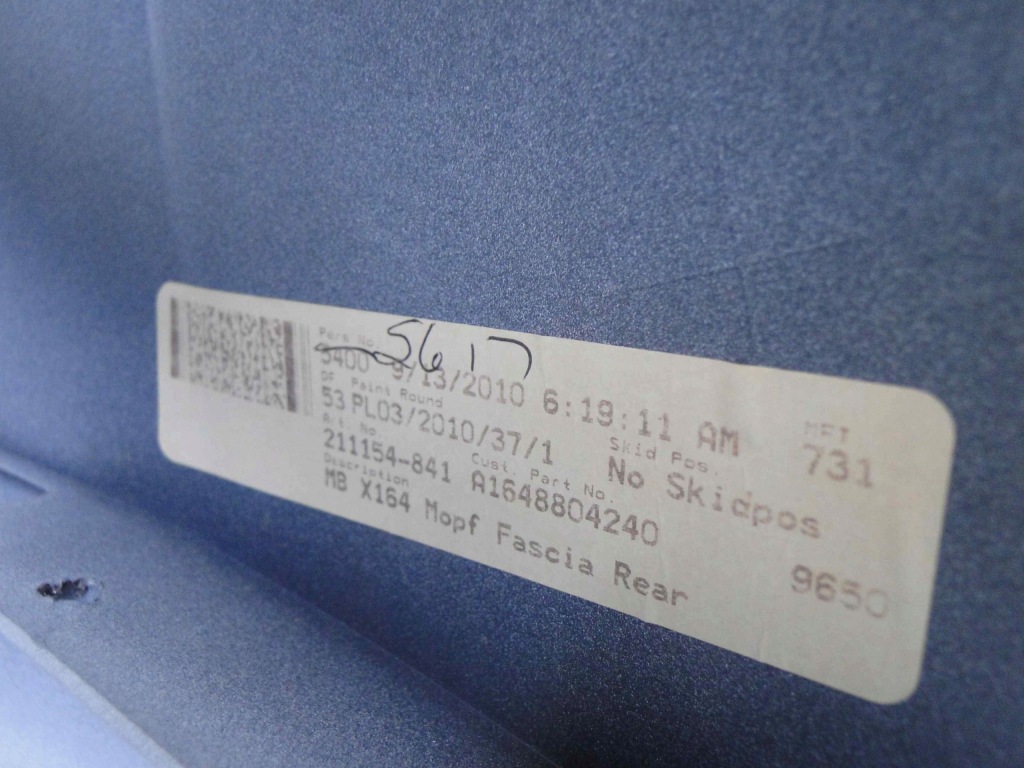 Pers No.
5617
5400 9/13/2010 6:19:11 AM
DF Paint Round Skid Pos. MFT
53 PL03/2010/37/1 No Skidpos 731
Art. No Cust. Part No.
211154-841 A1648804240
Description
MB X164 Mopf Fascia Rear 9650